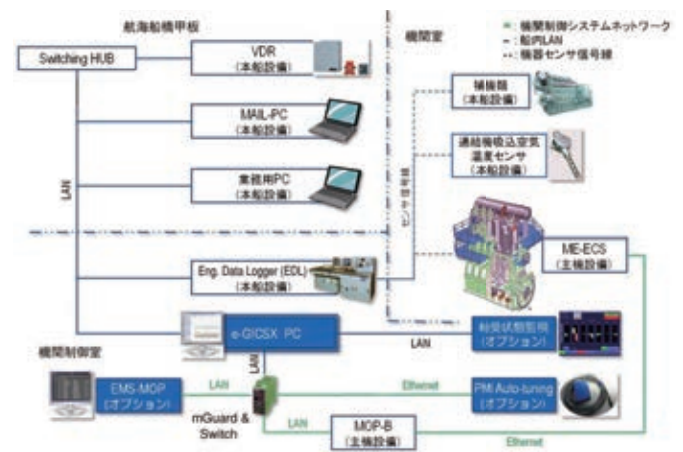 航海船橋甲板
機関室
機関制御システムネットワーク
:船内LAN
:機器センサ信号線
Switching HUB
VDR
(本船設備)
MAIL-PC
(本船設備)
業務用PC
(本船設備)
LAN
Eng. Data Logger (EDL)
(本船設備)
センサ信号線
補機類
(本船設備)
過給機吸込空気
温度センサ
(本船設備)
ME-ECS
(主機設備)
e-GICSX PC
LAN
軸受状態監視
(オプション)
機関制御室
EMS-MOP
(オプション)
LAN
LAN
mGuard &
Switch
Ethernet
PMI Auto-tuning
(オプション)
LAN
MOP-B
(主機設備)
Ethernet